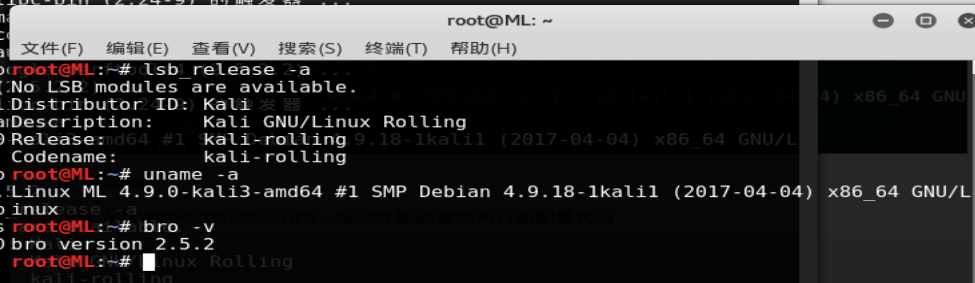 root@ML: ~
文件(F) 编辑(E) 查看(V) 搜索(S) 终端(T) 帮助(H)
root@ML:~# lsb_release -a
No LSB modules are available.
Distributor ID: Kali
Description: Kali GNU/Linux Rolling
Release: kali-rolling
Codename: kali-rolling
root@ML:~# uname -a
Linux ML 4.9.0-kali3-amd64 #1 SMP Debian 4.9.18-1kali1 (2017-04-04) x86_64 GNU/L
inux
root@ML:~# bro -v
bro version 2.5.2
root@ML:~#